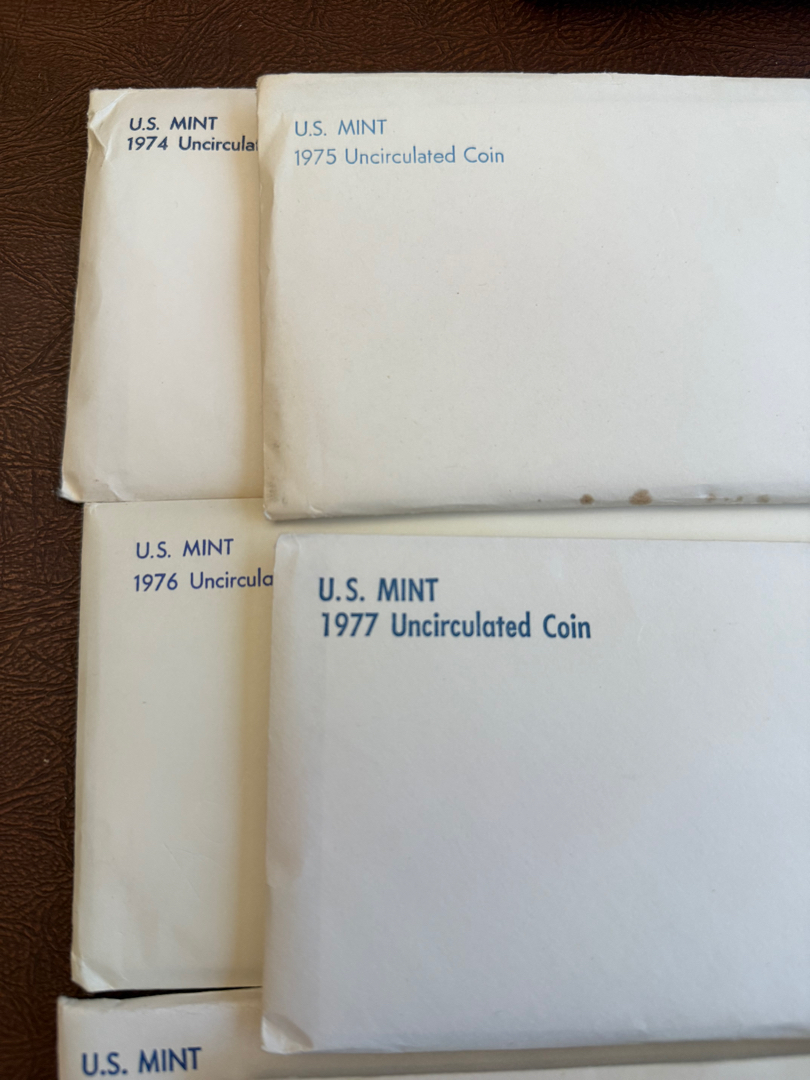 U.S. MINT
1974 Uncircula
U.S. MINT
1975 Uncirculated Coin
U.S. MINT
1976 Uncircula
U.S. MINT
1977 Uncirculated Coin
U.S. MINT